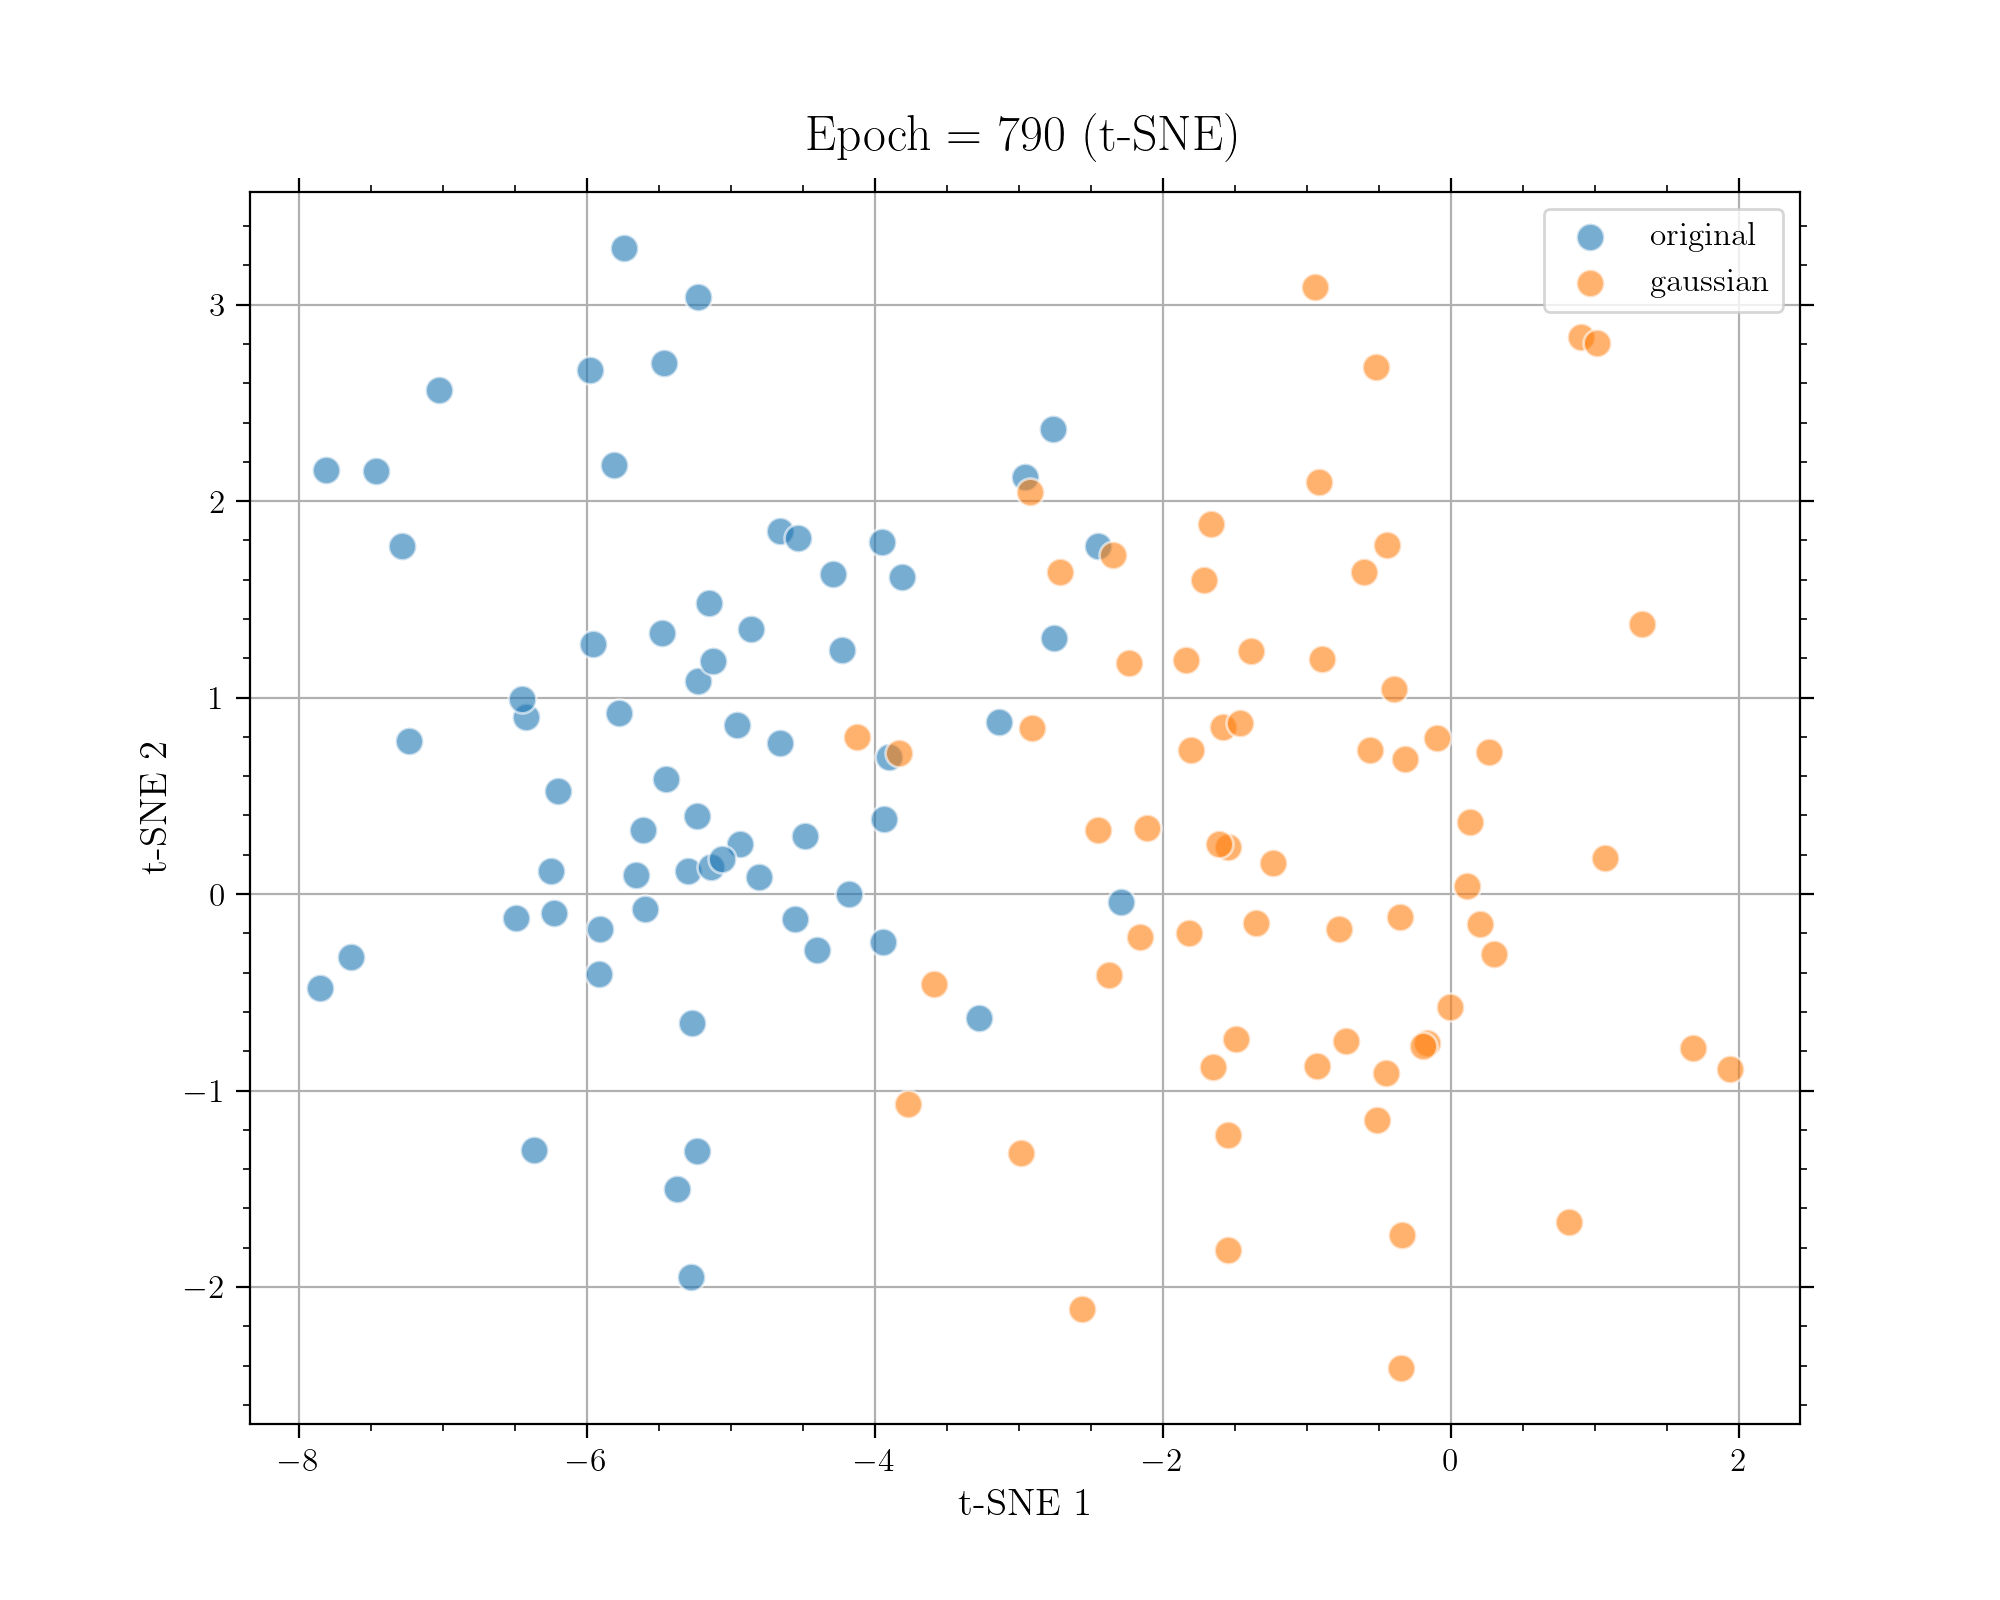 Epoch = 790 (t-SNE)
original
gaussian
3
2
1
0
−1
−2
t-SNE 2
−8
−6
−4
−2
0
2
t-SNE 1